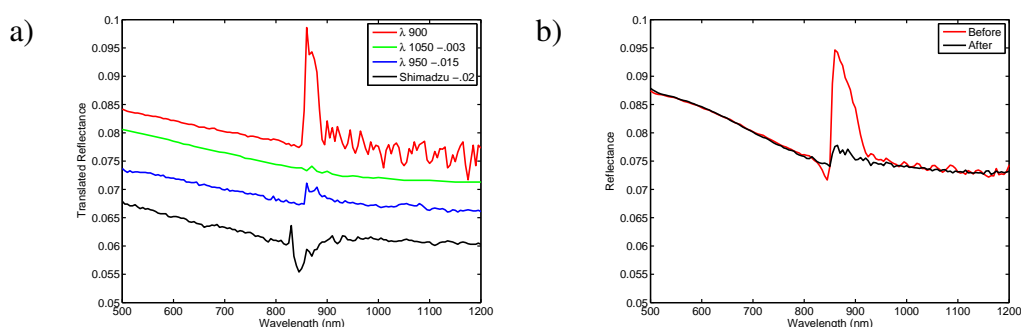 a)
Translated Reflectance
0.1
0.095
0.09
0.085
0.08
0.075
0.07
0.065
0.06
0.055
0.05
500 600 700 800 900 1000 1100 1200
Wavelength (nm)
λ 900
λ 1050 −.003
λ 950 −.015
Shimadzu −.02
b)
Reflectance
0.1
0.095
0.09
0.085
0.08
0.075
0.07
0.065
0.06
0.055
0.05
500 600 700 800 900 1000 1100 1200
Wavelength (nm)
Before
After